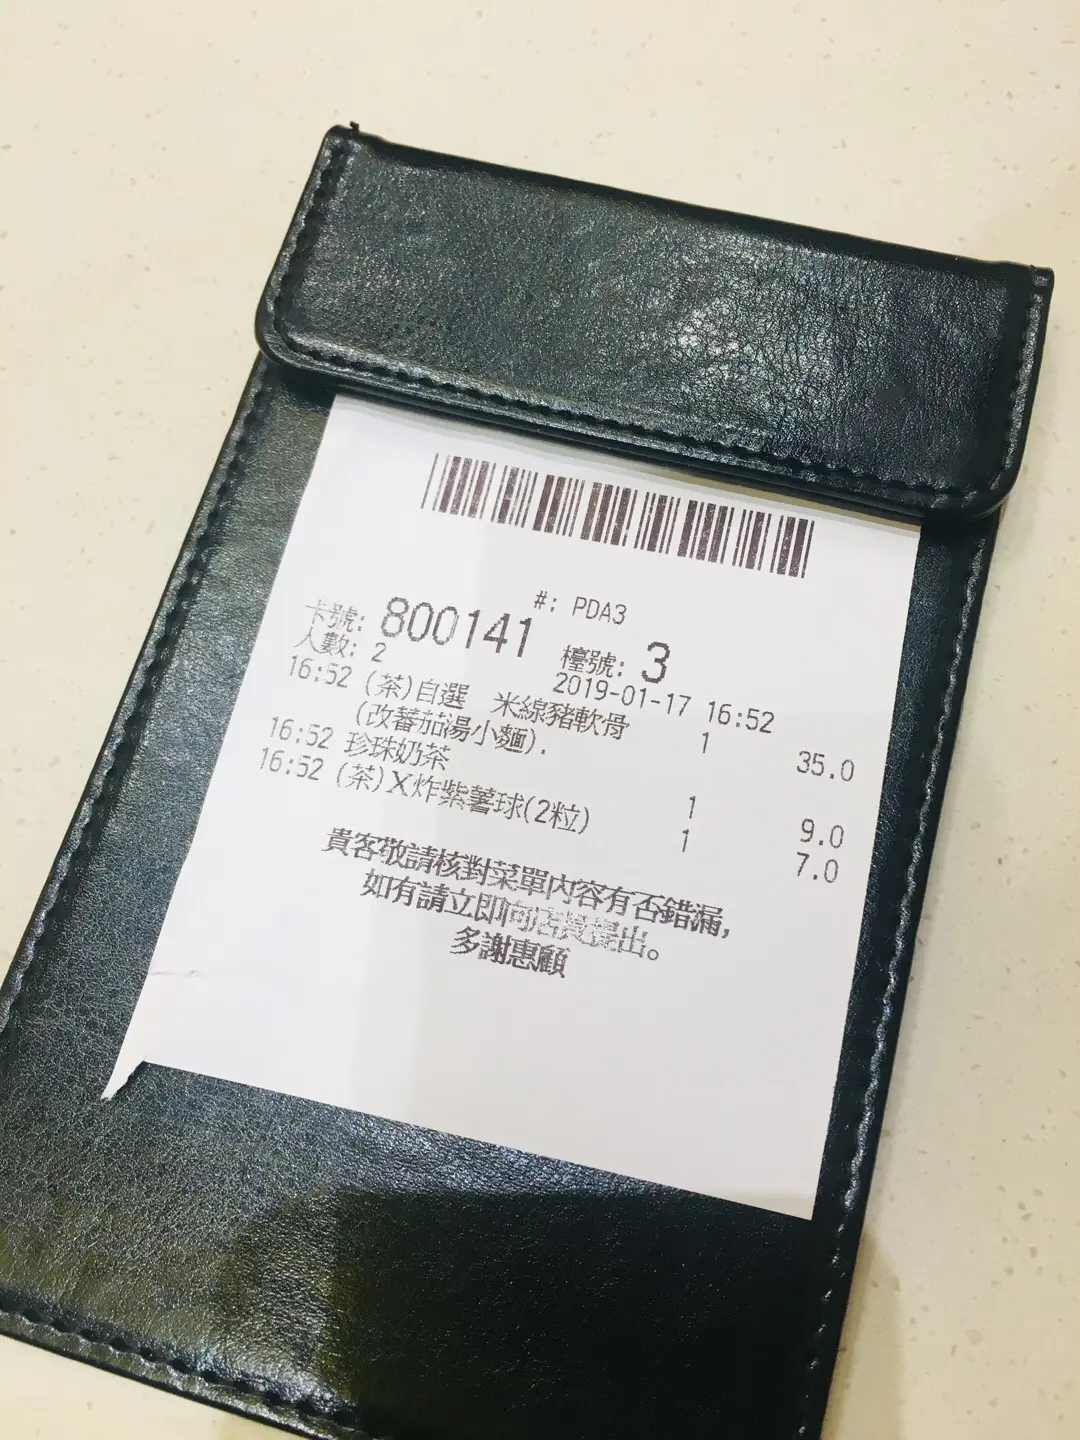 #: PDA3
卡號: 800141 檯號: 3
人數: 2 2019-01-17 16:52
16:52 (茶)自選 米線豬軟骨 1 35.0
(改蕃茄湯小麵).
16:52 珍珠奶茶 1 9.0
16:52 (茶)X炸紫薯球(2粒) 1 7.0
貴客敬請核對菜單內容有否錯漏,
如有請立即向店員提出。
多謝惠顧